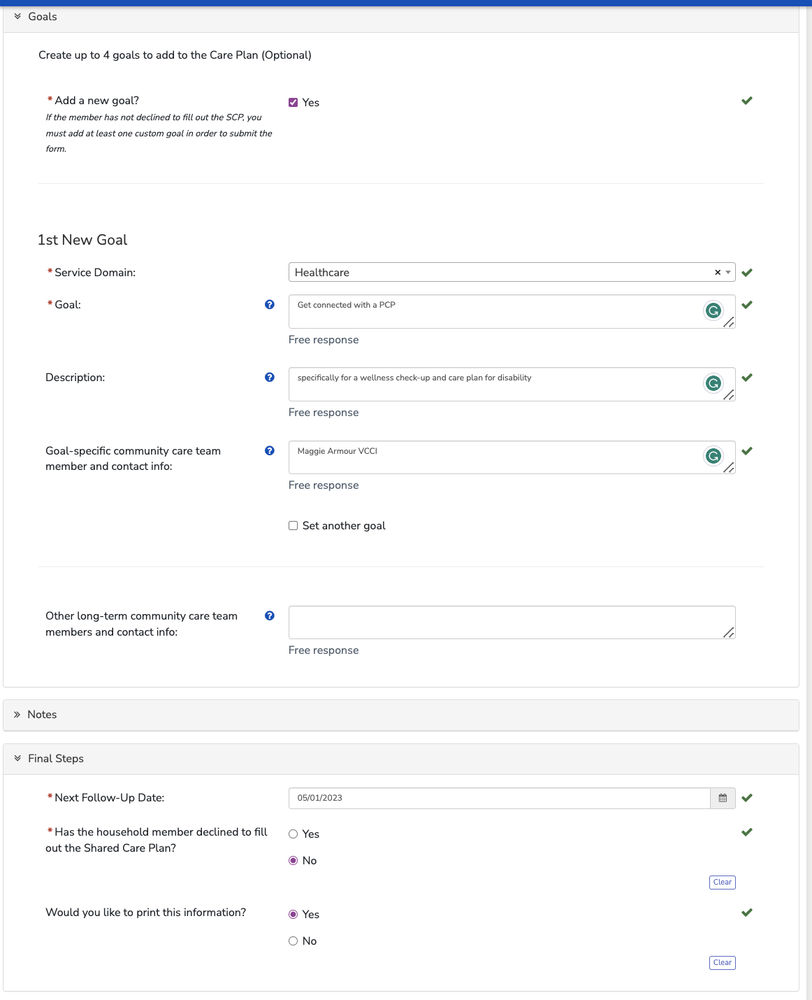 Goals
Create up to 4 goals to add to the Care Plan (Optional)
* Add a new goal?
Yes
If the member has not declined to fill out the SCP, you
must add at least one custom goal in order to submit the
form.
1st New Goal
* Service Domain:
Healthcare
* Goal:
Get connected with a PCP
Free response
Description:
specifically for a wellness check-up and care plan for disability
Free response
Goal-specific community care team
member and contact info:
Maggie Armour VCCI
Free response
Set another goal
Other long-term community care team
members and contact info:
Free response
Notes
Final Steps
* Next Follow-Up Date:
05/01/2023
* Has the household member declined to fill
out the Shared Care Plan?
Yes
No
Clear
Would you like to print this information?
Yes
No
Clear